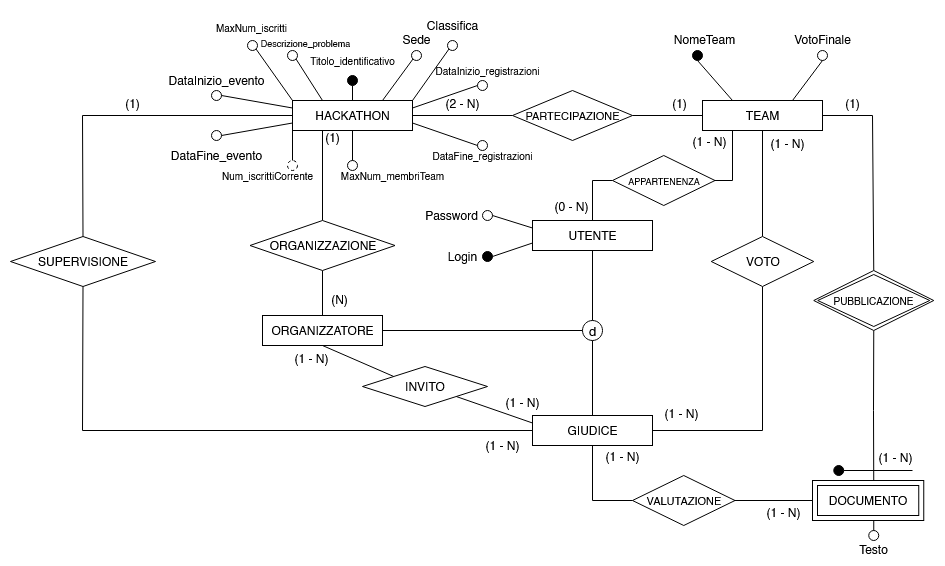 MaxNum_iscritti
Classifica
Descrizione_problema
Sede
NomeTeam
VotoFinale
Titolo_identificativo
DataInizio_evento
DataInizio_registrazioni
(1)
HACKATHON
(2 - N)
PARTECIPAZIONE
(1)
TEAM
(1)
(1)
(1 - N)
(1 - N)
DataFine_evento
DataFine_registrazioni
Num_iscrittiCorrente
MaxNum_membriTeam
APPARTENENZA
(0 - N)
Password
UTENTE
Login
ORGANIZZAZIONE
SUPERVISIONE
VOTO
(N)
PUBBLICAZIONE
ORGANIZZATORE
d
(1 - N)
INVITO
(1 - N)
(1 - N)
GIUDICE
(1 - N)
(1 - N)
(1 - N)
VALUTAZIONE
DOCUMENTO
(1 - N)
Testo